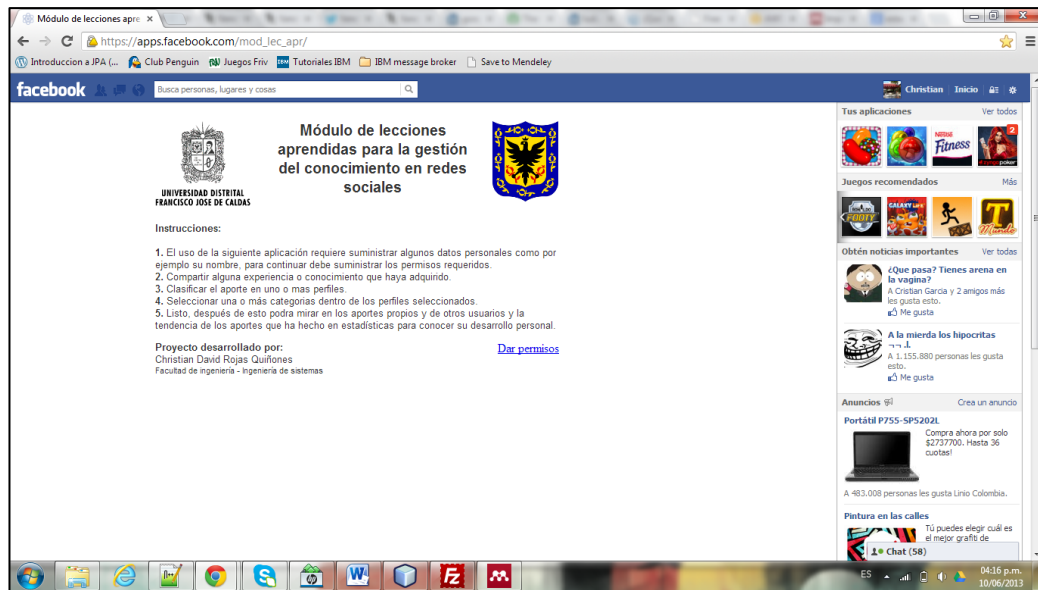 Módulo de lecciones apre
https://apps.facebook.com/mod_lec_apr/
Introduccion a JPA (...
Club Penguin
Juegos Friv
Tutoriales IBM
IBM message broker
Save to Mendeley
facebook
Busca personas, lugares y cosas
Christian
Inicio
UNIVERSIDAD DISTRITAL
FRANCISCO JOSE DE CALDAS
Módulo de lecciones
aprendidas para la gestión
del conocimiento en redes
sociales
Instrucciones:
1. El uso de la siguiente aplicación requiere suministrar algunos datos personales como por
ejemplo su nombre, para continuar debe suministrar los permisos requeridos.
2. Compartir alguna experiencia o conocimiento que haya adquirido.
3. Clasificar el aporte en uno o mas perfiles.
4. Seleccionar una o más categorias dentro de los perfiles seleccionados.
5. Listo, después de esto podra mirar en los aportes propios y de otros usuarios y la
tendencia de los aportes que ha hecho en estadísticas para conocer su desarrollo personal.
Proyecto desarrollado por:
Christian David Rojas Quiñones
Facultad de ingeniería - Ingeniería de sistemas
Dar permisos
Tus aplicaciones
Ver todos
Fitness
2
poker
Juegos recomendados
Más
FOOTY
GALAXY LIFE
Mundo
Obtén noticias importantes
Ver todas
¿Que pasa? Tienes arena en
la vagina?
A Cristian Garcia y 2 amigos más
les gusta esto.
Me gusta
A la mierda los hipocritas
¬¬ .l.
A 1.155.880 personas les gusta
esto.
Me gusta
Anuncios
Crea un anuncio
Portátil P755-SP5202L
Compra ahora por solo
$2737700. Hasta 36
cuotas!
A 483.008 personas les gusta Linio Colombia.
Pintura en las calles
Tú puedes elegir cuál es
el mejor grafiti de
Chat (58)
ES
04:16 p.m.
10/06/2013